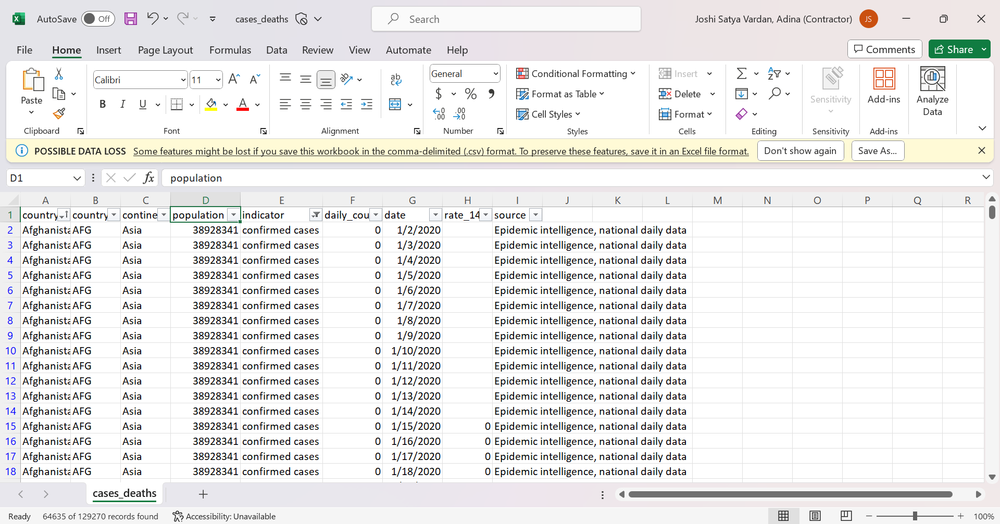 AutoSave Off cases_deaths Search Joshi Satya Vardan, Adina (Contractor) JS
File Home Insert Page Layout Formulas Data Review View Automate Help Comments Share
Calibri 11 General Conditional Formatting Insert
Paste Format as Table Delete Sensitivity Add-ins Analyze Data
B I U A $ % Cell Styles Format
Clipboard Font Alignment Number Styles Cells Editing Sensitivity Add-ins
POSSIBLE DATA LOSS Some features might be lost if you save this workbook in the comma-delimited (.csv) format. To preserve these features, save it in an Excel file format. Don't show again Save As...
D1 fx population
A B C D E F G H I J K L M N O P Q R
1 country country contine population indicator daily_cou date rate_14 source
2 Afghanista AFG Asia 38928341 confirmed cases 0 1/2/2020 Epidemic intelligence, national daily data
3 Afghanista AFG Asia 38928341 confirmed cases 0 1/3/2020 Epidemic intelligence, national daily data
4 Afghanista AFG Asia 38928341 confirmed cases 0 1/4/2020 Epidemic intelligence, national daily data
5 Afghanista AFG Asia 38928341 confirmed cases 0 1/5/2020 Epidemic intelligence, national daily data
6 Afghanista AFG Asia 38928341 confirmed cases 0 1/6/2020 Epidemic intelligence, national daily data
7 Afghanista AFG Asia 38928341 confirmed cases 0 1/7/2020 Epidemic intelligence, national daily data
8 Afghanista AFG Asia 38928341 confirmed cases 0 1/8/2020 Epidemic intelligence, national daily data
9 Afghanista AFG Asia 38928341 confirmed cases 0 1/9/2020 Epidemic intelligence, national daily data
10 Afghanista AFG Asia 38928341 confirmed cases 0 1/10/2020 Epidemic intelligence, national daily data
11 Afghanista AFG Asia 38928341 confirmed cases 0 1/11/2020 Epidemic intelligence, national daily data
12 Afghanista AFG Asia 38928341 confirmed cases 0 1/12/2020 Epidemic intelligence, national daily data
13 Afghanista AFG Asia 38928341 confirmed cases 0 1/13/2020 Epidemic intelligence, national daily data
14 Afghanista AFG Asia 38928341 confirmed cases 0 1/14/2020 Epidemic intelligence, national daily data
15 Afghanista AFG Asia 38928341 confirmed cases 0 1/15/2020 0 Epidemic intelligence, national daily data
16 Afghanista AFG Asia 38928341 confirmed cases 0 1/16/2020 0 Epidemic intelligence, national daily data
17 Afghanista AFG Asia 38928341 confirmed cases 0 1/17/2020 0 Epidemic intelligence, national daily data
18 Afghanista AFG Asia 38928341 confirmed cases 0 1/18/2020 0 Epidemic intelligence, national daily data
cases_deaths
Ready 64635 of 129270 records found Accessibility: Unavailable 100%